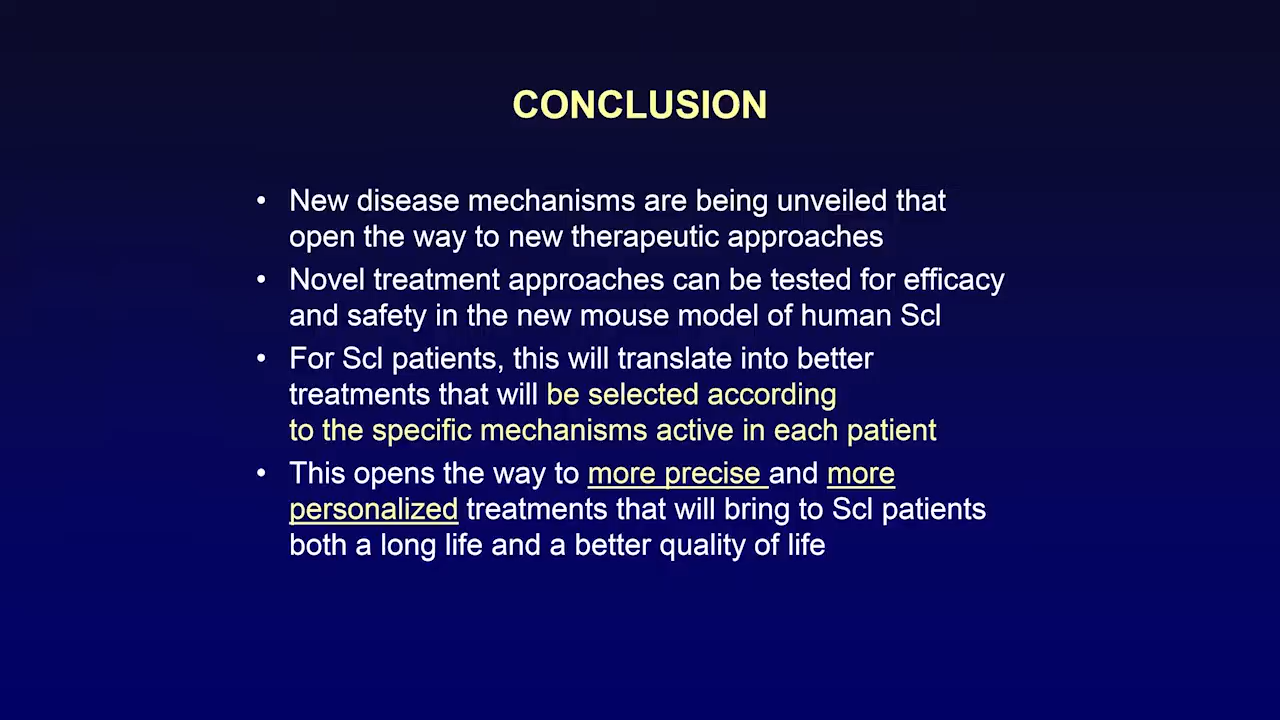 CONCLUSION
• New disease mechanisms are being unveiled that
open the way to new therapeutic approaches
• Novel treatment approaches can be tested for efficacy
and safety in the new mouse model of human Scl
• For Scl patients, this will translate into better
treatments that will be selected according
to the specific mechanisms active in each patient
• This opens the way to more precise and more
personalized treatments that will bring to Scl patients
both a long life and a better quality of life